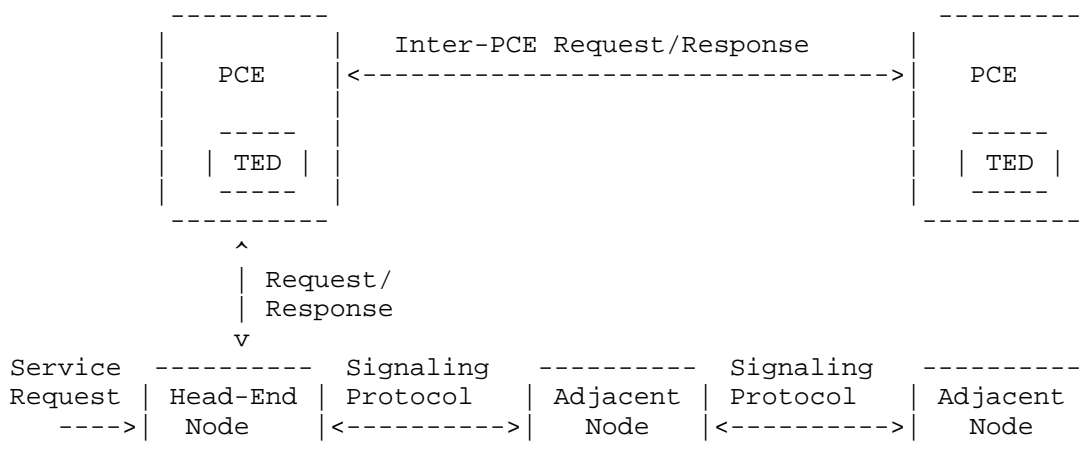 Inter-PCE Request/Response
PCE PCE
TED TED
Request/
Response
Service Signaling Signaling
Request Head-End Protocol Adjacent Protocol Adjacent
Node Node Node